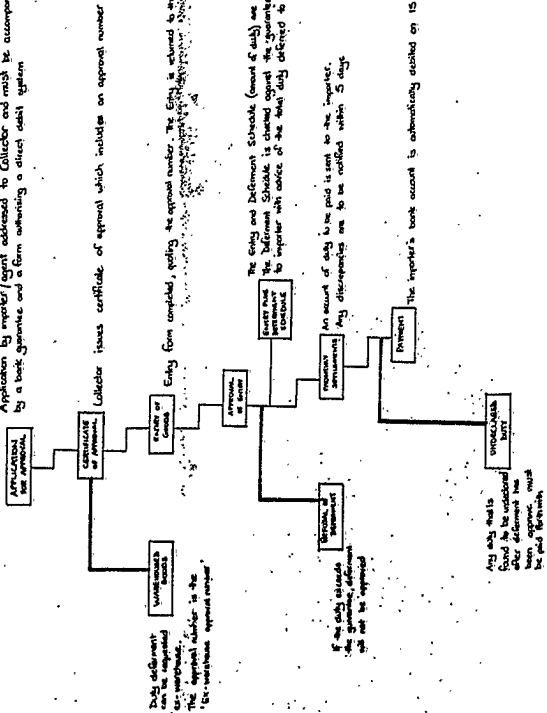 Application by importer/agent addressed to Collector and must be accompan
by a bank guarantee and a form authorising a direct debit system
APPLICATION
FOR APPROVAL
Collector issues certificate of approval which includes an approval number
CERTIFICATE
OF APPROVAL
WAREHOUSED
GOODS
Duty deferment
can be requested
ex-warehouse.
The approval number is the
'Ex-warehouse approval number'
Entry form completed, quoting the approval number. The Entry is returned to the
ENTRY OF
GOODS
APPROVAL
OF ENTRY
The Entry and Deferment Schedule (amount of duty) are
The Deferment Schedule is checked against the guarantee
to importer with advice of the total duty deferred to
ENTRY PLUS
DEFERMENT
SCHEDULE
REFUSAL OF
DEFERMENT
If the duty exceeds
the guarantee, deferment
will not be approved
An account of duty to be paid is sent to the importer.
Any discrepancies are to be notified within 5 days
SETTLEMENTS
The importer's bank account is automatically debited on 15
PAYMENT
UNDECLARED
DUTY
Any duty that is
found to be undeclared
after deferment has
been approved must
be paid forthwith